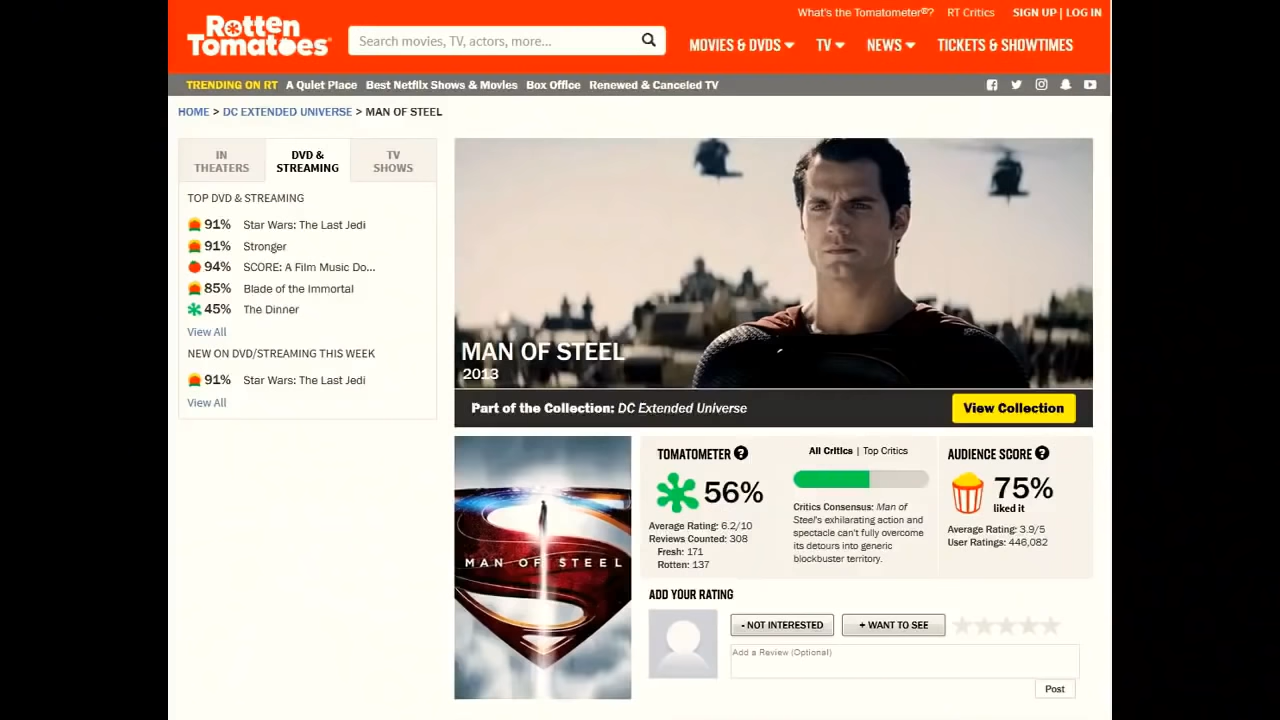 What's the Tomatometer®? RT Critics SIGN UP | LOG IN
Rotten
Tomatoes
Search movies, TV, actors, more...
MOVIES & DVDS TV NEWS TICKETS & SHOWTIMES
TRENDING ON RT A Quiet Place Best Netflix Shows & Movies Box Office Renewed & Canceled TV
HOME > DC EXTENDED UNIVERSE > MAN OF STEEL
IN
THEATERS
DVD &
STREAMING
TV
SHOWS
TOP DVD & STREAMING
91% Star Wars: The Last Jedi
91% Stronger
94% SCORE: A Film Music Do...
85% Blade of the Immortal
45% The Dinner
View All
NEW ON DVD/STREAMING THIS WEEK
91% Star Wars: The Last Jedi
View All
MAN OF STEEL
2013
Part of the Collection: DC Extended Universe
View Collection
MAN OF STEEL
TOMATOMETER ?
56%
Average Rating: 6.2/10
Reviews Counted: 308
Fresh: 171
Rotten: 137
All Critics | Top Critics
Critics Consensus: Man of
Steel's exhilarating action and
spectacle can't fully overcome
its detours into generic
blockbuster territory.
AUDIENCE SCORE ?
75%
liked it
Average Rating: 3.9/5
User Ratings: 446,082
ADD YOUR RATING
- NOT INTERESTED
+ WANT TO SEE
Add a Review (Optional)
Post